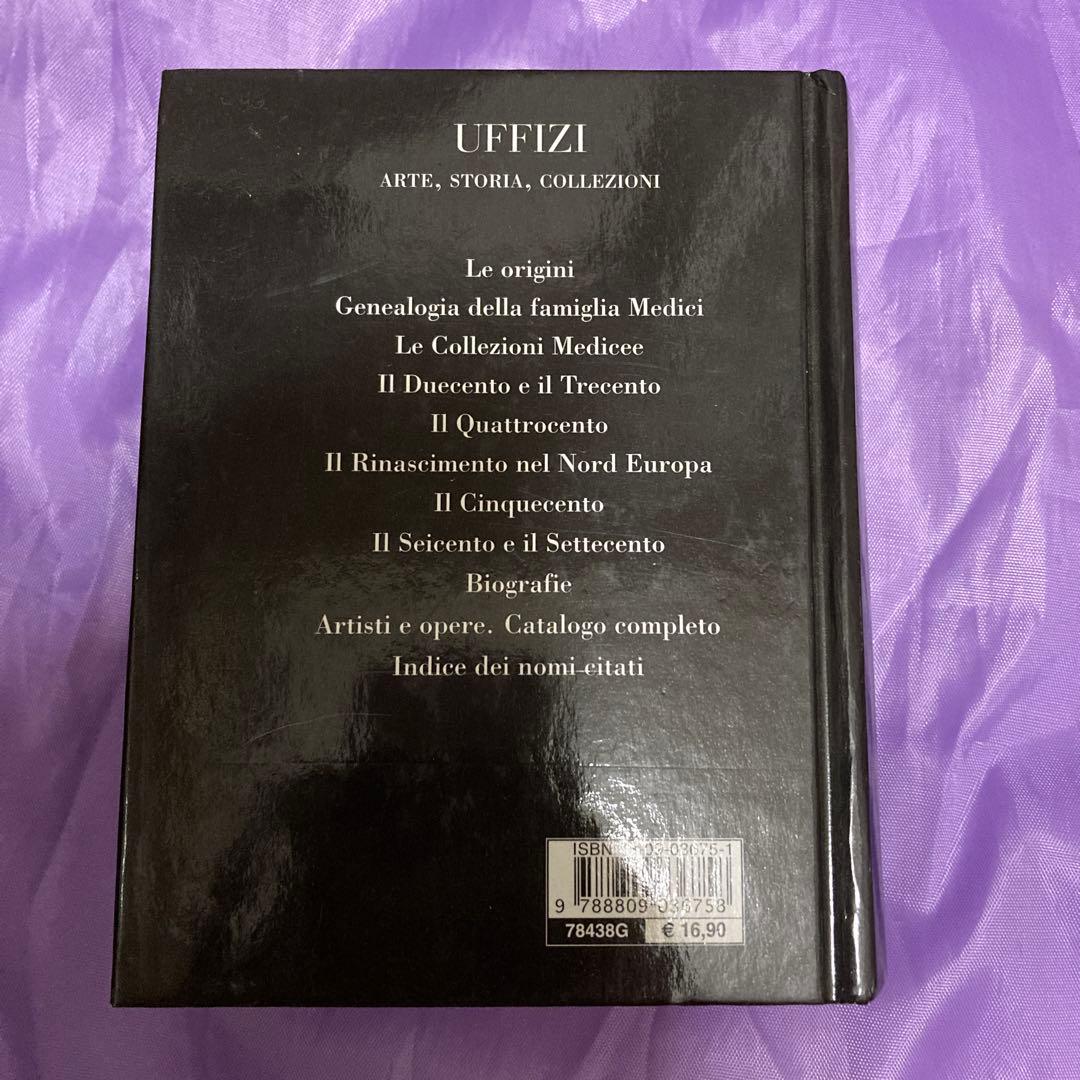 UFFIZI
ARTE, STORIA, COLLEZIONI
Le origini
Genealogia della famiglia Medici
Le Collezioni Medicee
Il Duecento e il Trecento
Il Quattrocento
Il Rinascimento nel Nord Europa
Il Cinquecento
Il Seicento e il Settecento
Biografie
Artisti e opere. Catalogo completo
Indice dei nomi citati
ISBN
9 788809 036758
78438G € 16,90